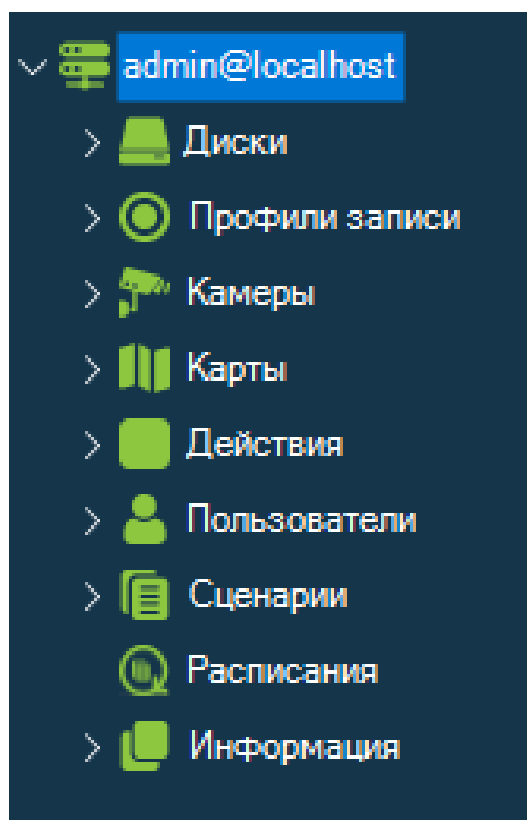 admin@localhost
Диски
Профили записи
Камеры
Карты
Действия
Пользователи
Сценарии
Расписания
Информация